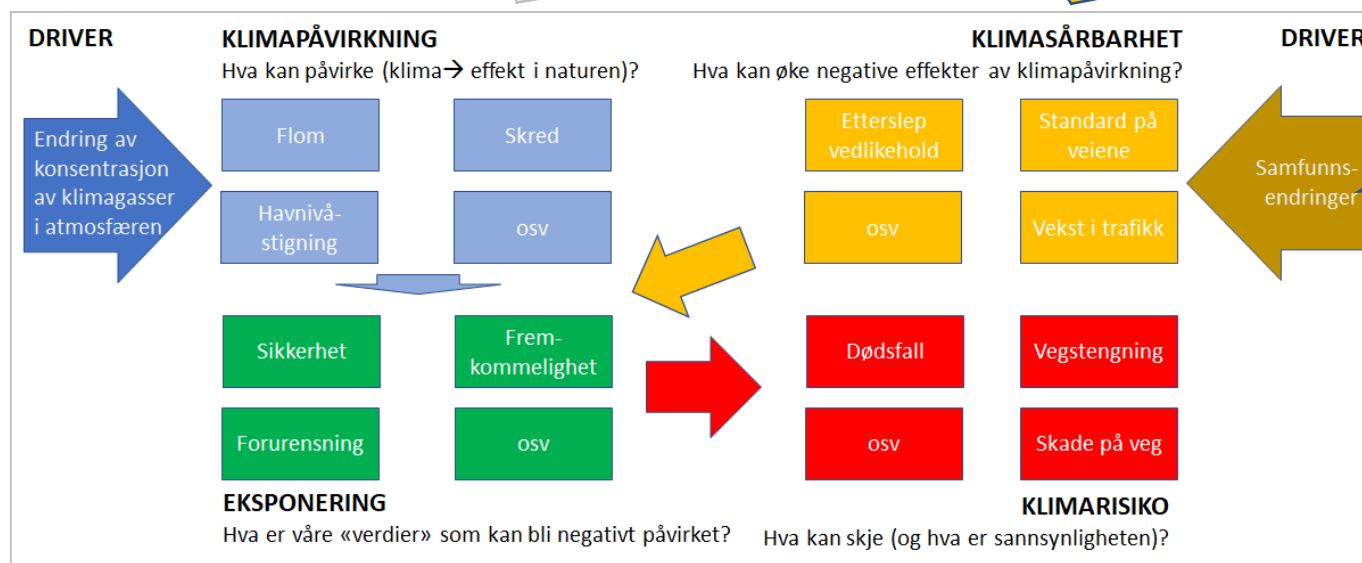 DRIVER
KLIMAPÅVIRKNING
Hva kan påvirke (klima→ effekt i naturen)?
KLIMASÅRBARHET
Hva kan øke negative effekter av klimapåvirkning?
DRIVER
Endring av
konsentrasjon
av klimagasser
i atmosfæren
Flom
Skred
Havnivå-
stigning
osv
Etterslep
vedlikehold
Standard på
veiene
osv
Vekst i trafikk
Samfunns-
endringer
Sikkerhet
Frem-
kommelighet
Forurensning
osv
Dødsfall
Vegstengning
osv
Skade på veg
EKSPONERING
Hva er våre «verdier» som kan bli negativt påvirket?
KLIMARISIKO
Hva kan skje (og hva er sannsynligheten)?